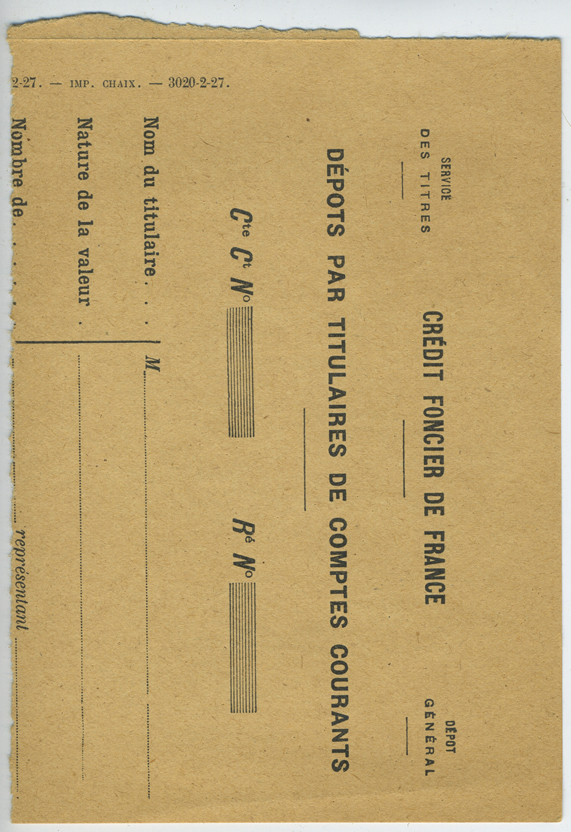 SERVICE
DES TITRES
CRÉDIT FONCIER DE FRANCE
DÉPOT
GÉNÉRAL
DÉPOTS PAR TITULAIRES DE COMPTES COURANTS
Cte Ct No
Ré No
Nom du titulaire. . . M
Nature de la valeur .
Nombre de. . . . . . représentant
2-27. — IMP. CHAIX. — 3020-2-27.